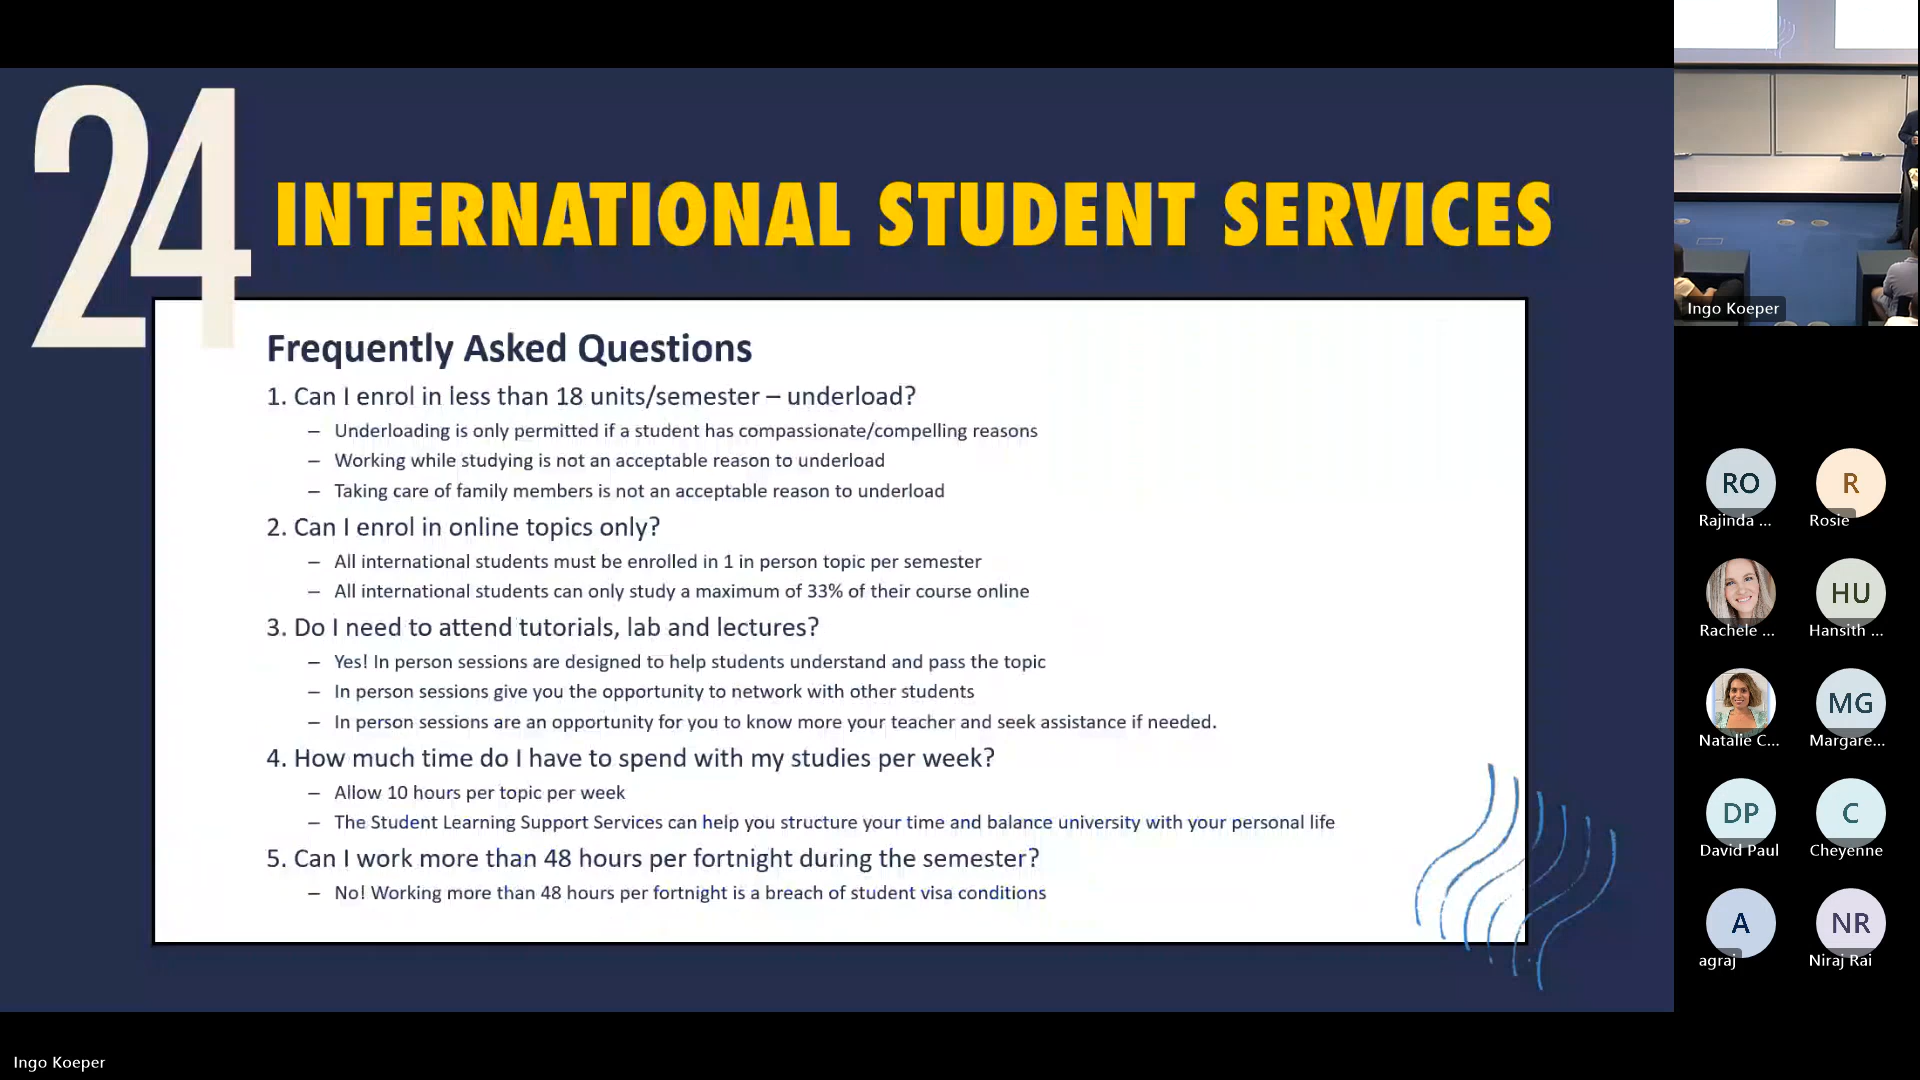 24
INTERNATIONAL STUDENT SERVICES
Frequently Asked Questions
1. Can I enrol in less than 18 units/semester – underload?
– Underloading is only permitted if a student has compassionate/compelling reasons
– Working while studying is not an acceptable reason to underload
– Taking care of family members is not an acceptable reason to underload
2. Can I enrol in online topics only?
– All international students must be enrolled in 1 in person topic per semester
– All international students can only study a maximum of 33% of their course online
3. Do I need to attend tutorials, lab and lectures?
– Yes! In person sessions are designed to help students understand and pass the topic
– In person sessions give you the opportunity to network with other students
– In person sessions are an opportunity for you to know more your teacher and seek assistance if needed.
4. How much time do I have to spend with my studies per week?
– Allow 10 hours per topic per week
– The Student Learning Support Services can help you structure your time and balance university with your personal life
5. Can I work more than 48 hours per fortnight during the semester?
– No! Working more than 48 hours per fortnight is a breach of student visa conditions
Ingo Koeper
Ingo Koeper
RO
Rajinda ...
R
Rosie
Rachele ...
HU
Hansith ...
Natalie C...
MG
Margare...
DP
David Paul
C
Cheyenne
A
agraj
NR
Niraj Rai